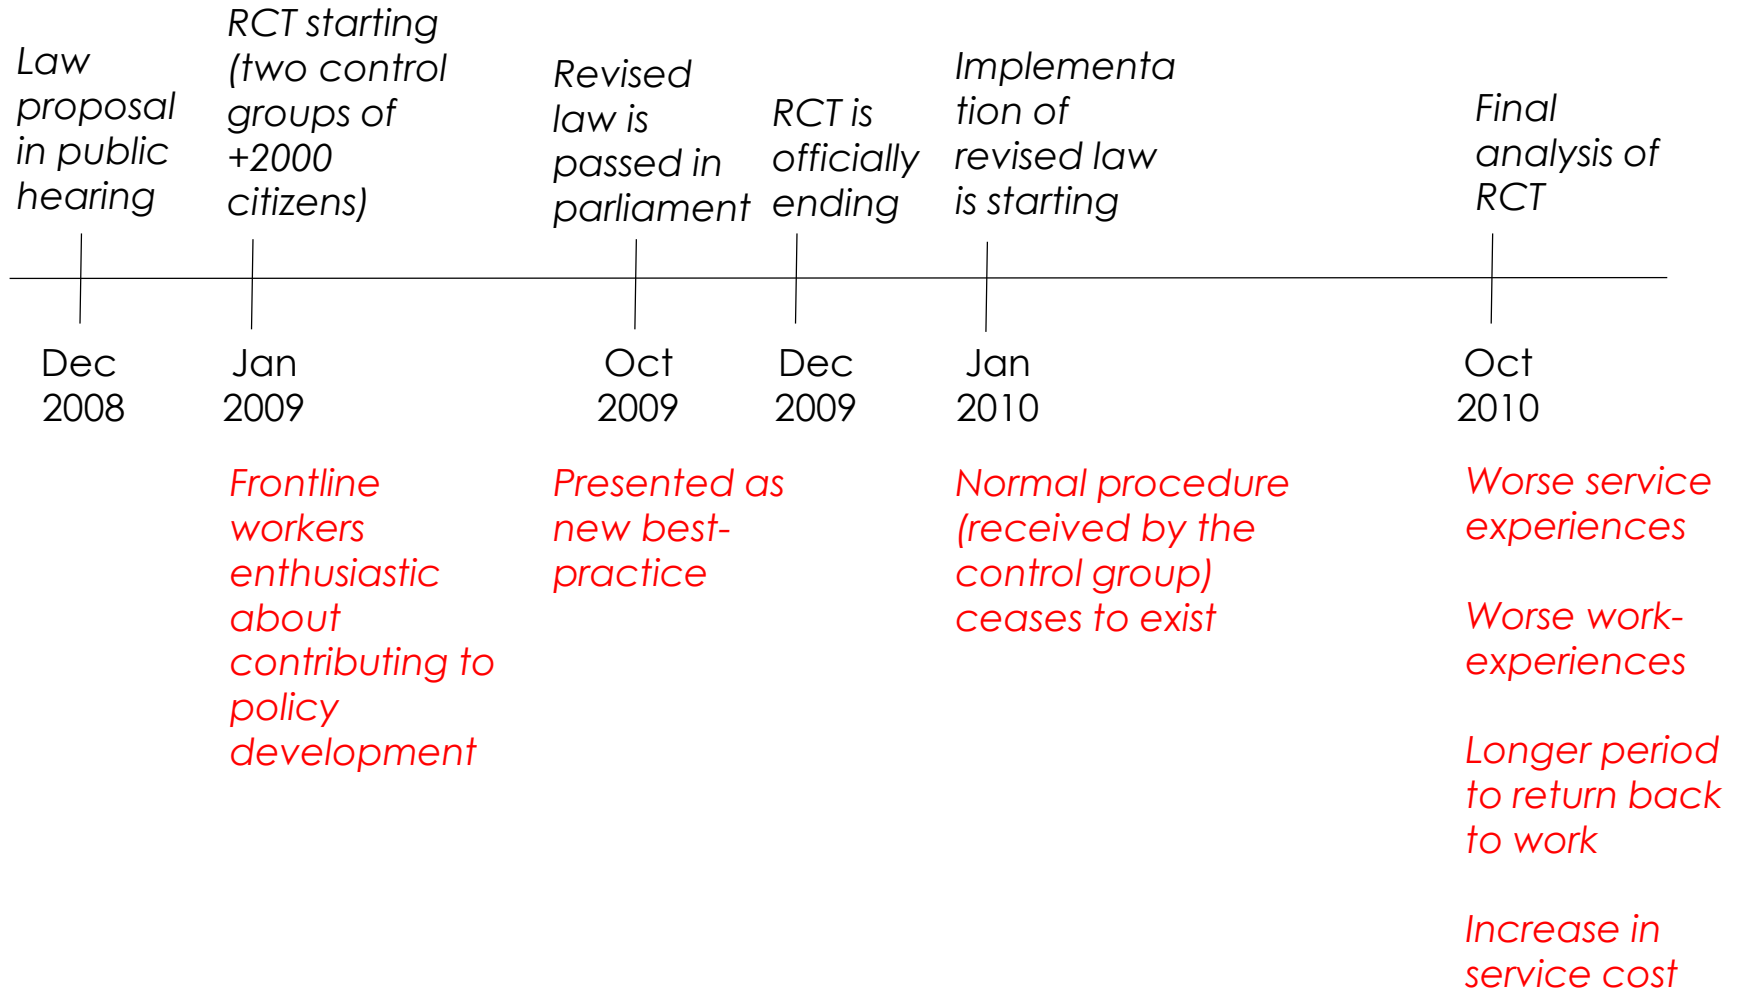 Law
proposal
in public
hearing
RCT starting
(two control
groups of
+2000
citizens)
Revised
law is
passed in
parliament
RCT is
officially
ending
Implementa
tion of
revised law
is starting
Final
analysis of
RCT
Dec
2008
Jan
2009
Oct
2009
Dec
2009
Jan
2010
Oct
2010
Frontline
workers
enthusiastic
about
contributing to
policy
development
Presented as
new best-
practice
Normal procedure
(received by the
control group)
ceases to exist
Worse service
experiences
Worse work-
experiences
Longer period
to return back
to work
Increase in
service cost